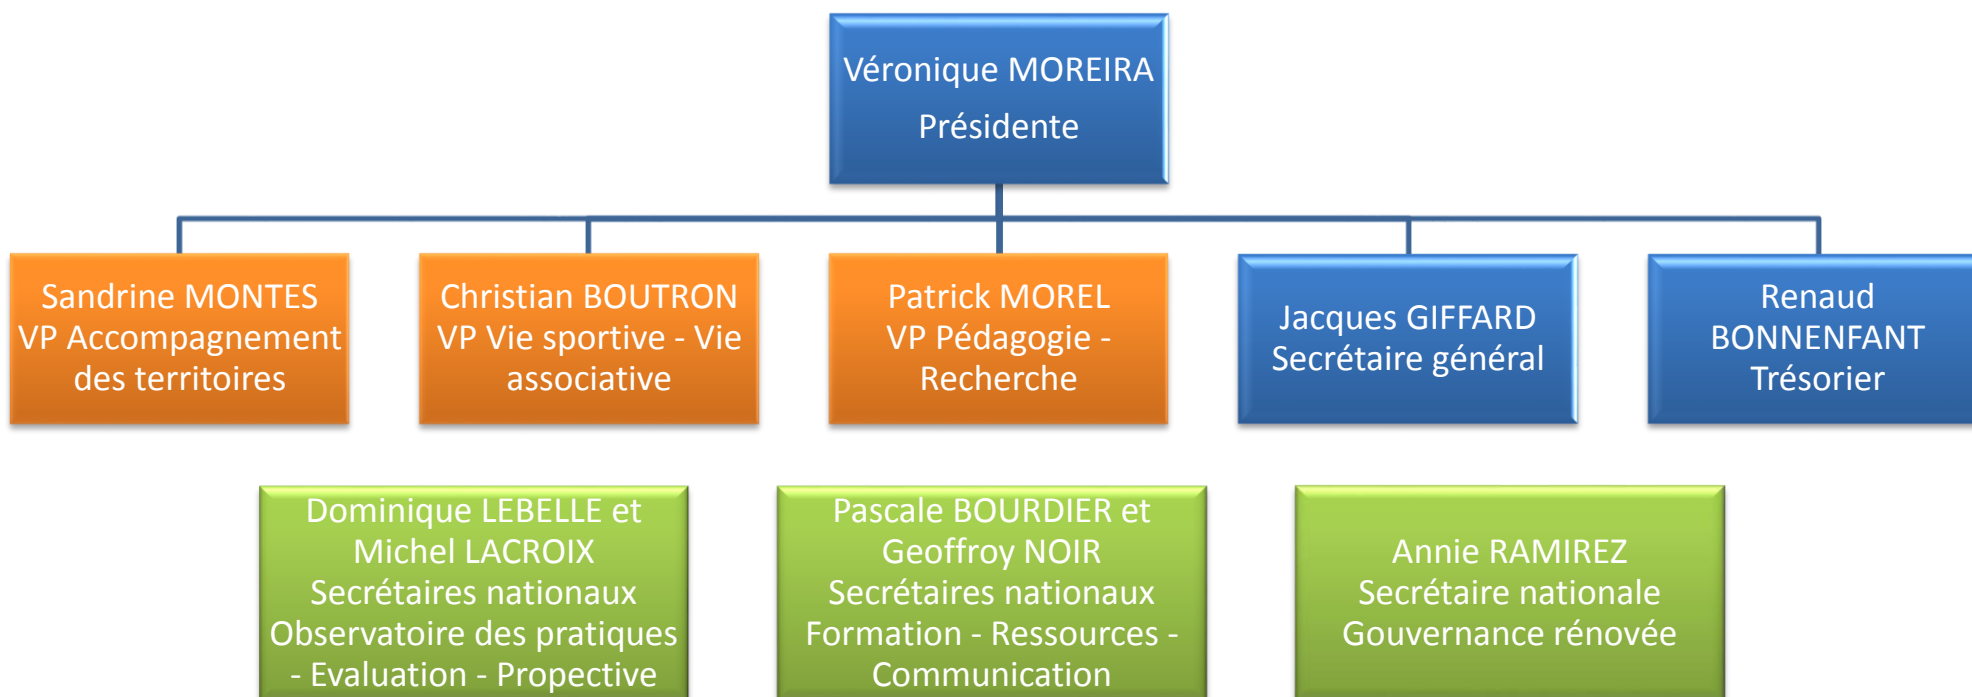 Véronique MOREIRA
Présidente
Sandrine MONTES
VP Accompagnement
des territoires
Christian BOUTRON
VP Vie sportive - Vie
associative
Patrick MOREL
VP Pédagogie -
Recherche
Jacques GIFFARD
Secrétaire général
Renaud
BONNENFANT
Trésorier
Dominique LEBELLE et
Michel LACROIX
Secrétaires nationaux
Observatoire des pratiques
- Evaluation - Propective
Pascale BOURDIER et
Geoffroy NOIR
Secrétaires nationaux
Formation - Ressources -
Communication
Annie RAMIREZ
Secrétaire nationale
Gouvernance rénovée